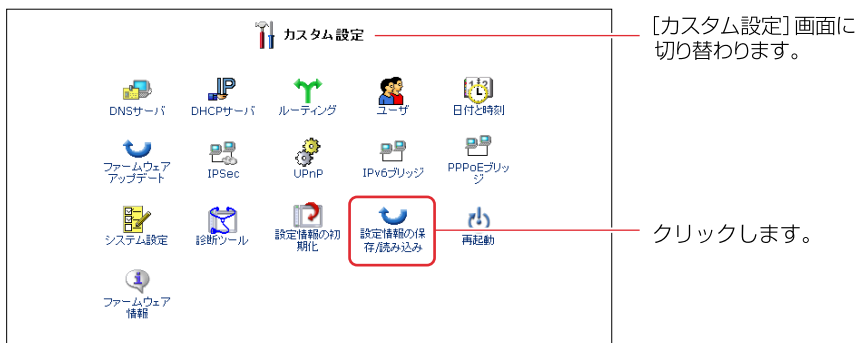 カスタム設定
[カスタム設定]画面に
切り替わります。
DNSサーバ
DHCPサーバ
ルーティング
ユーザ
日付と時刻
ファームウェア
アップデート
IPSec
UPnP
IPv6ブリッジ
PPPoEブリッ
ジ
システム設定
診断ツール
設定情報の初
期化
設定情報の保
存/読み込み
再起動
クリックします。
ファームウェア
情報